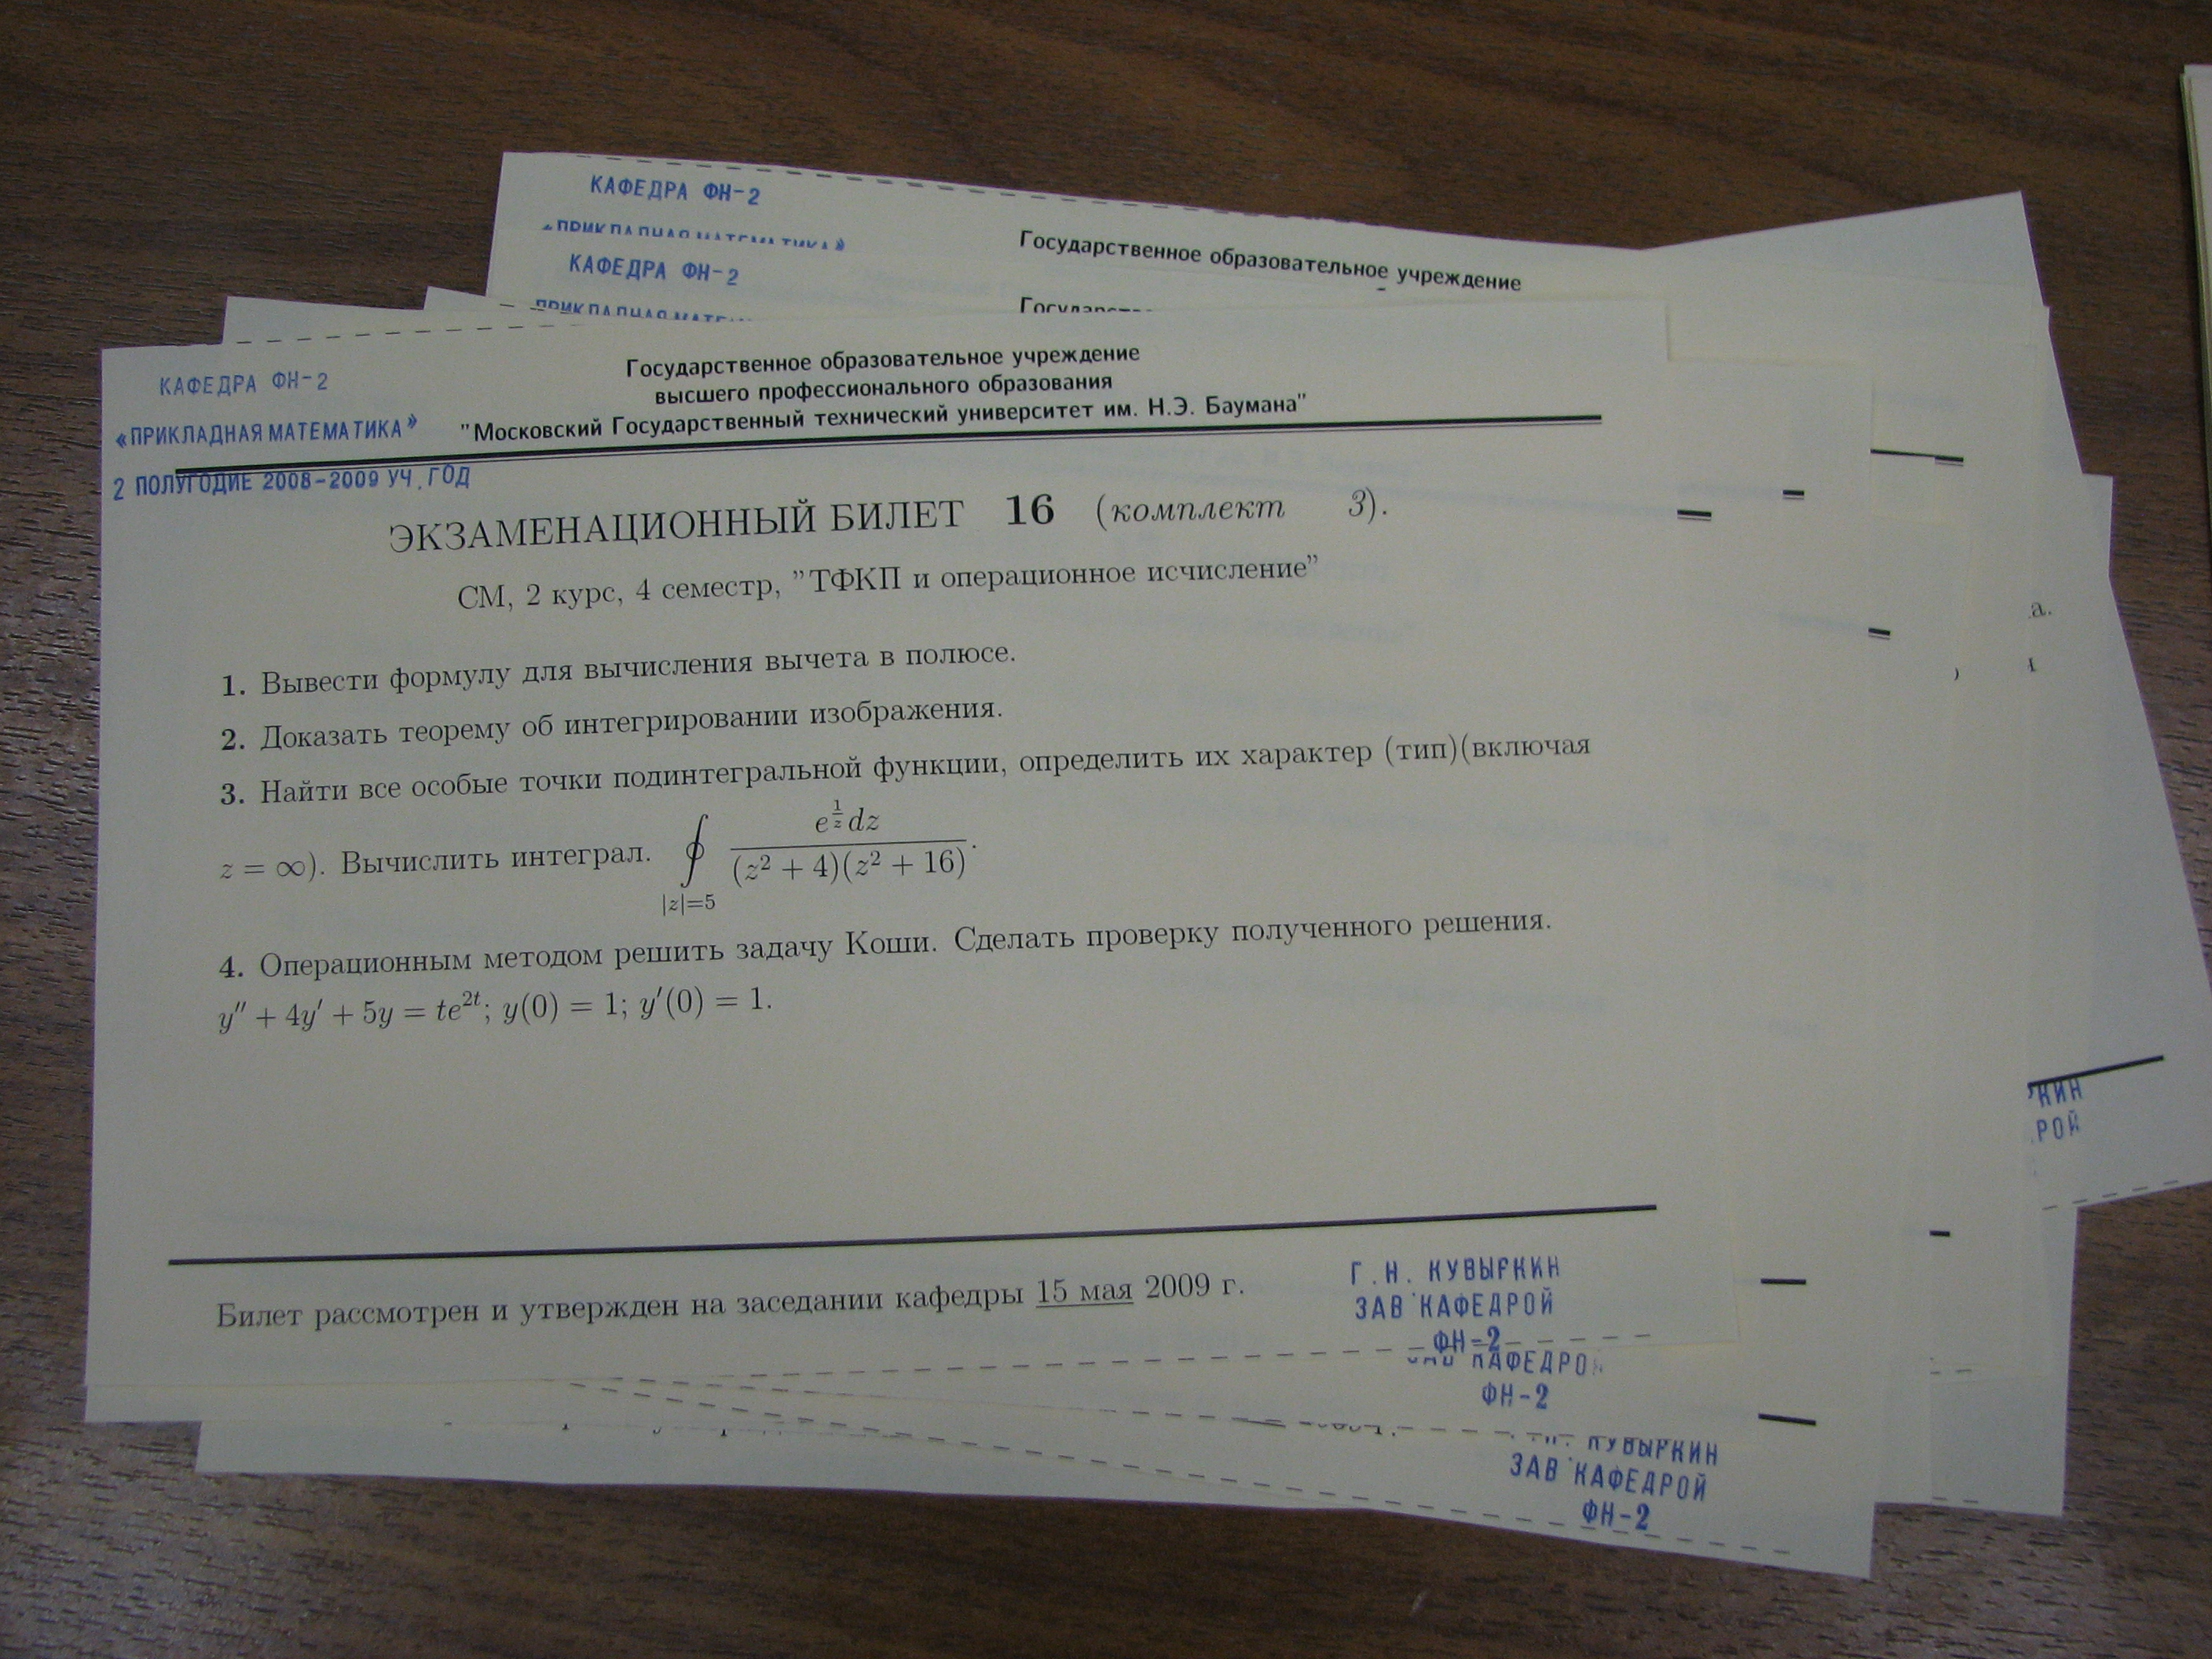 КАФЕДРА ФН-2
«ПРИКЛАДНАЯ МАТЕМАТИКА»
Государственное образовательное учреждение
КАФЕДРА ФН-2
Государственное образовательное учреждение
высшего профессионального образования
"Московский Государственный технический университет им. Н.Э. Баумана"
КАФЕДРА ФН-2
«ПРИКЛАДНАЯ МАТЕМАТИКА»
2 ПОЛУГОДИЕ 2008-2009 УЧ. ГОД
ЭКЗАМЕНАЦИОННЫЙ БИЛЕТ 16 (комплект 3).
СМ, 2 курс, 4 семестр, "ТФКП и операционное исчисление"
1. Вывести формулу для вычисления вычета в полюсе.
2. Доказать теорему об интегрировании изображения.
3. Найти все особые точки подинтегральной функции, определить их характер (тип)(включая
z = ∞). Вычислить интеграл. ∮_{|z|=5} \frac{e^{\frac{1}{z}}dz}{(z^2 + 4)(z^2 + 16)}.
4. Операционным методом решить задачу Коши. Сделать проверку полученного решения.
y'' + 4y' + 5y = te^{2t}; y(0) = 1; y'(0) = 1.
Билет рассмотрен и утвержден на заседании кафедры 15 мая 2009 г.
Г.Н. КУВЫРКИН
ЗАВ КАФЕДРОЙ
ФН-2
КАФЕДРОЙ
ФН-2
КУВЫРКИН
ЗАВ КАФЕДРОЙ
ФН-2